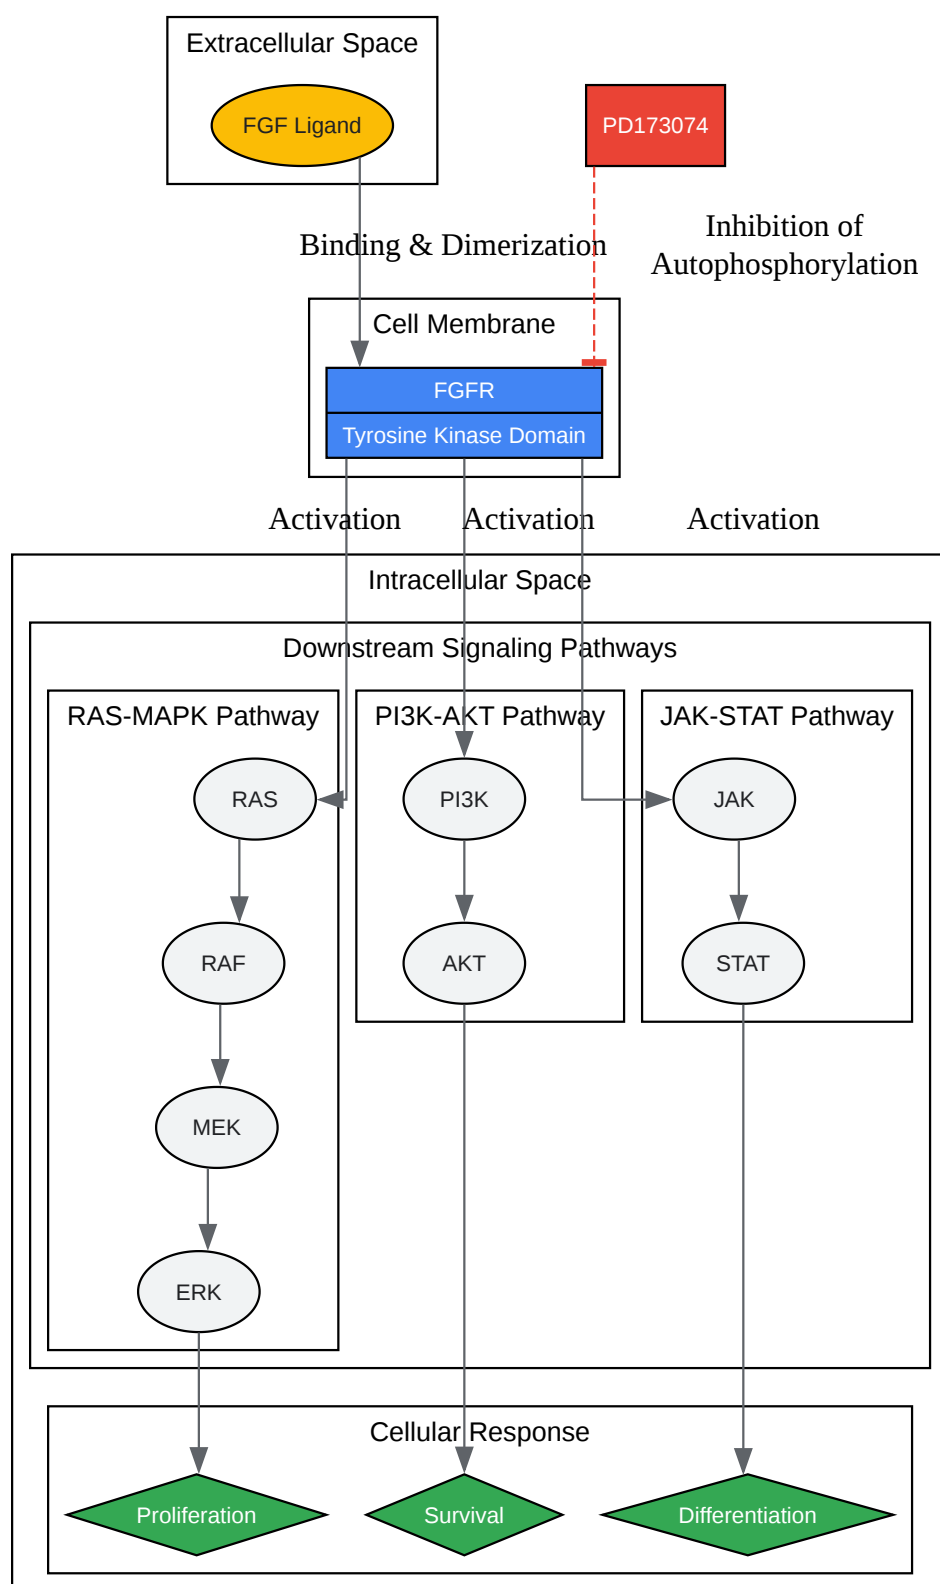 Extracellular Space
FGF Ligand
PD173074
Binding & Dimerization
Inhibition of
Autophosphorylation
Cell Membrane
FGFR
Tyrosine Kinase Domain
Activation
Activation
Activation
Intracellular Space
Downstream Signaling Pathways
RAS-MAPK Pathway
PI3K-AKT Pathway
JAK-STAT Pathway
RAS
PI3K
JAK
RAF
AKT
STAT
MEK
ERK
Cellular Response
Proliferation
Survival
Differentiation